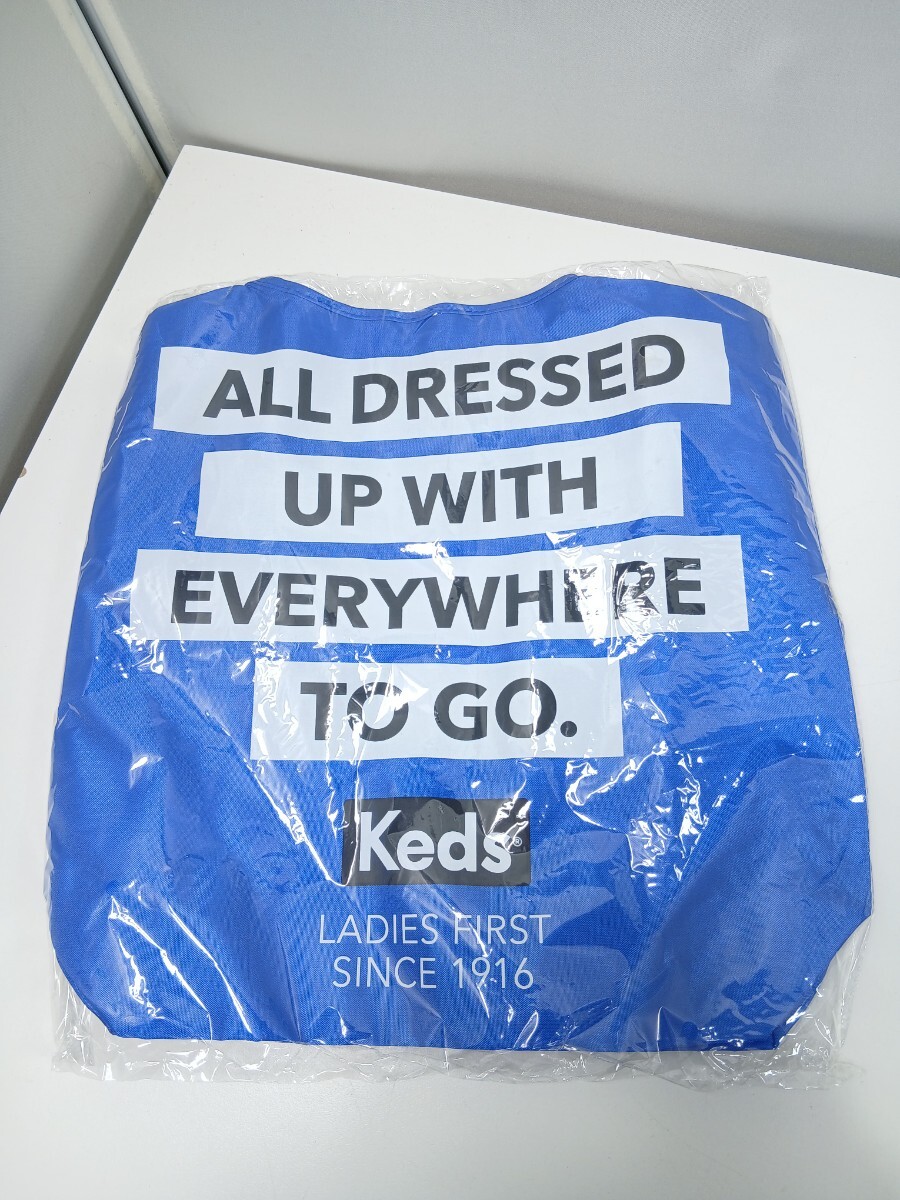 ALL DRESSED
UP WITH
EVERYWHERE
TO GO.
Keds®
LADIES FIRST
SINCE 1916